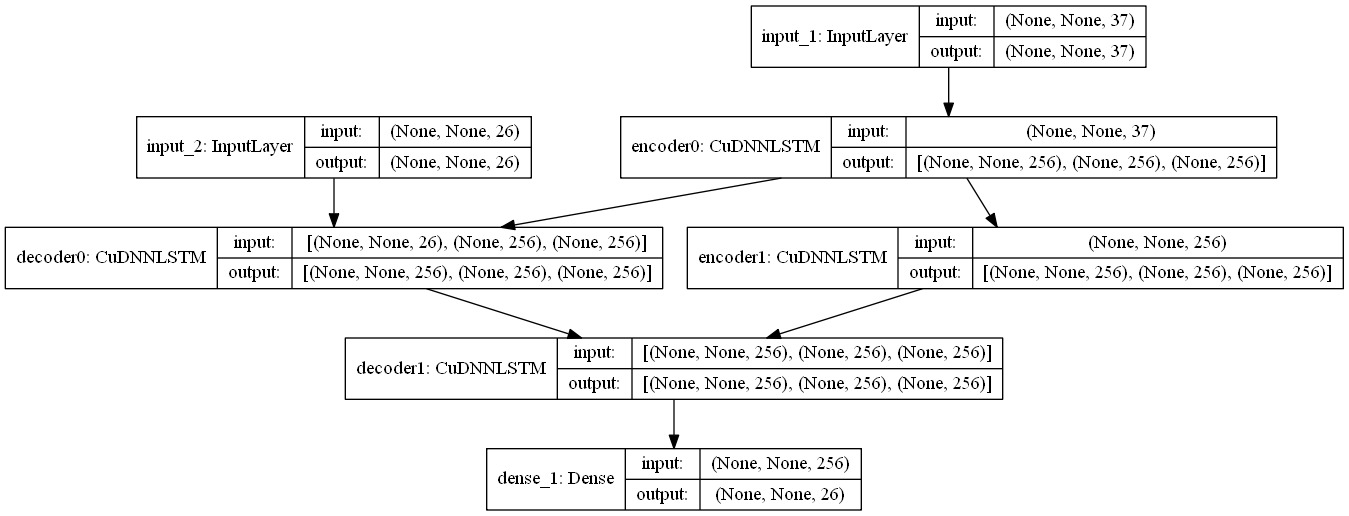 input_1: InputLayer
input: (None, None, 37)
output: (None, None, 37)
input_2: InputLayer
input: (None, None, 26)
output: (None, None, 26)
encoder0: CuDNNLSTM
input: (None, None, 37)
output: [(None, None, 256), (None, 256), (None, 256)]
decoder0: CuDNNLSTM
input: [(None, None, 26), (None, 256), (None, 256)]
output: [(None, None, 256), (None, 256), (None, 256)]
encoder1: CuDNNLSTM
input: (None, None, 256)
output: [(None, None, 256), (None, 256), (None, 256)]
decoder1: CuDNNLSTM
input: [(None, None, 256), (None, 256), (None, 256)]
output: [(None, None, 256), (None, 256), (None, 256)]
dense_1: Dense
input: (None, None, 256)
output: (None, None, 26)